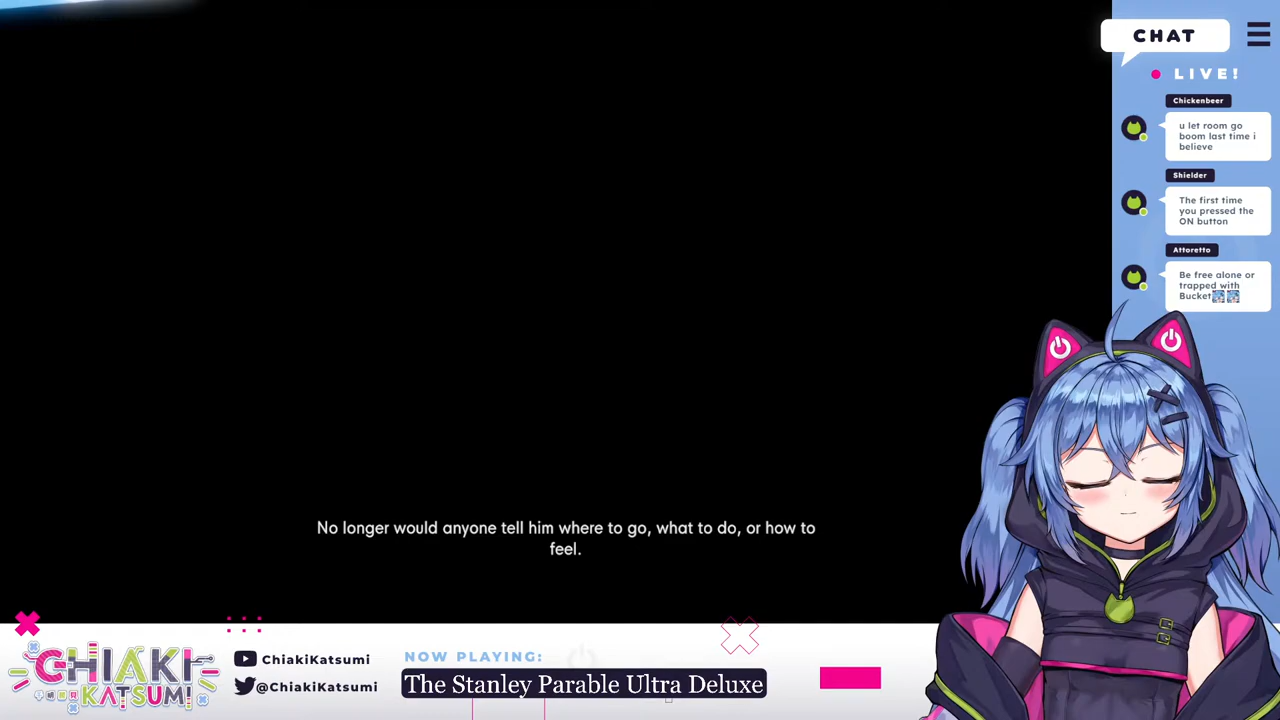 CHAT
LIVE!
Chickenbeer
u let room go
boom last time i
believe
Shielder
The first time
you pressed the
ON button
Attoretto
Be free alone or
trapped with
Bucket
No longer would anyone tell him where to go, what to do, or how to
feel.
CHIAKI
KATSUMI
ChiakiKatsumi
@ChiakiKatsumi
NOW PLAYING:
The Stanley Parable Ultra Deluxe